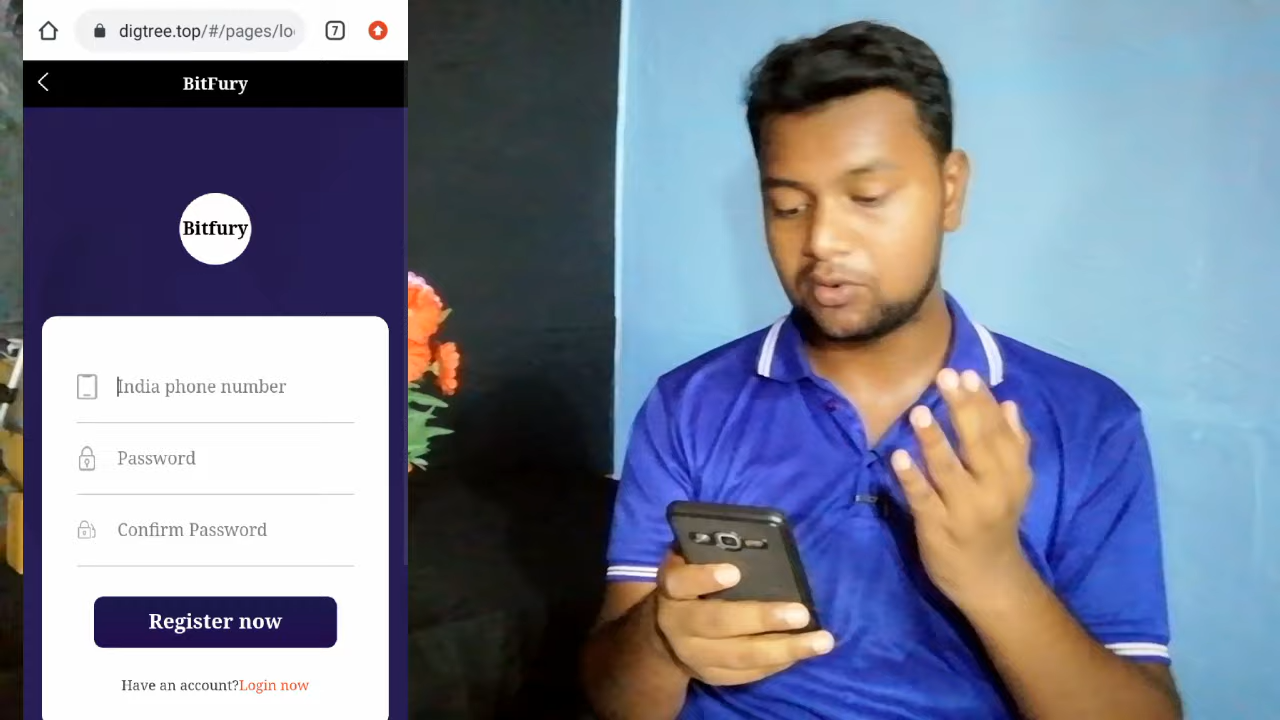 digtree.top/#/pages/lo
7
BitFury
Bitfury
India phone number
Password
Confirm Password
Register now
Have an account?Login now